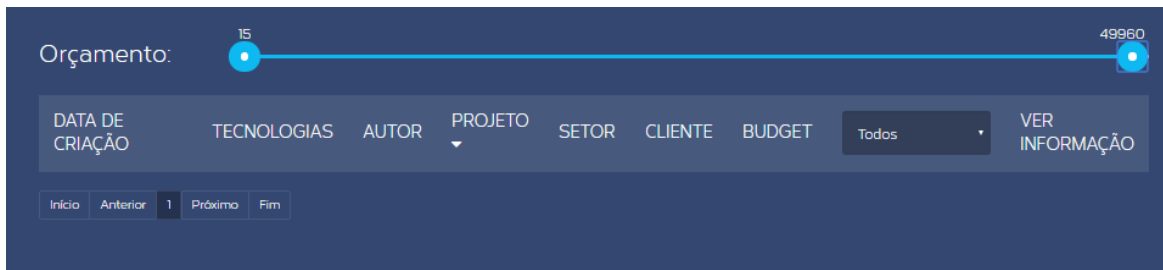 15
49960
Orçamento:
DATA DE
CRIAÇÃO
TECNOLOGIAS
AUTOR
PROJETO
SETOR
CLIENTE
BUDGET
Todos
VER
INFORMAÇÃO
Início Anterior 1 Próximo Fim